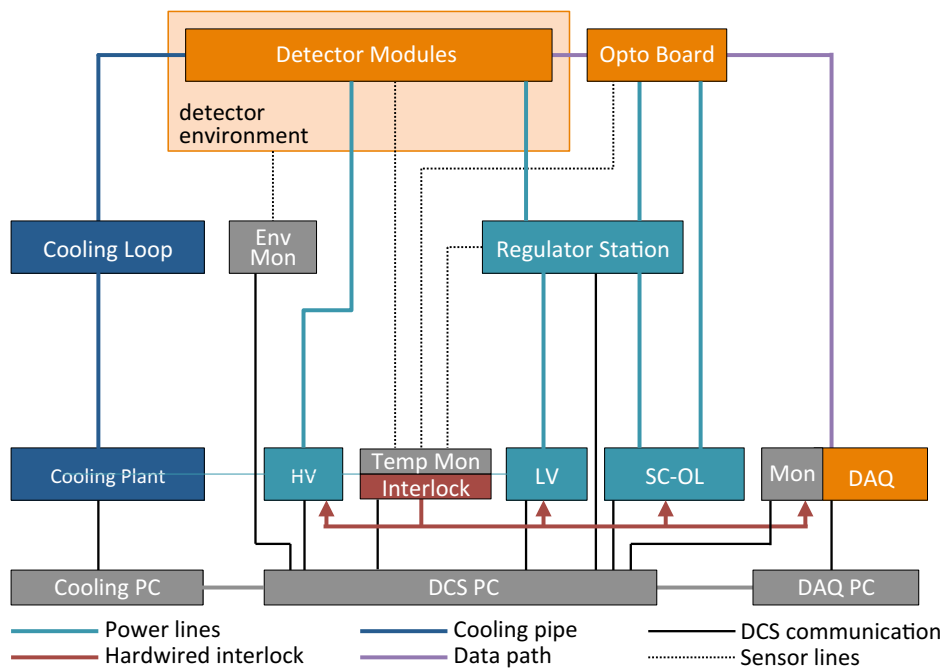 Detector Modules
Opto Board
detector
environment
Cooling Loop
Env
Mon
Regulator Station
Cooling Plant
HV
Temp Mon
Interlock
LV
SC-OL
Mon
DAQ
Cooling PC
DCS PC
DAQ PC
Power lines
Cooling pipe
DCS communication
Hardwired interlock
Data path
Sensor lines